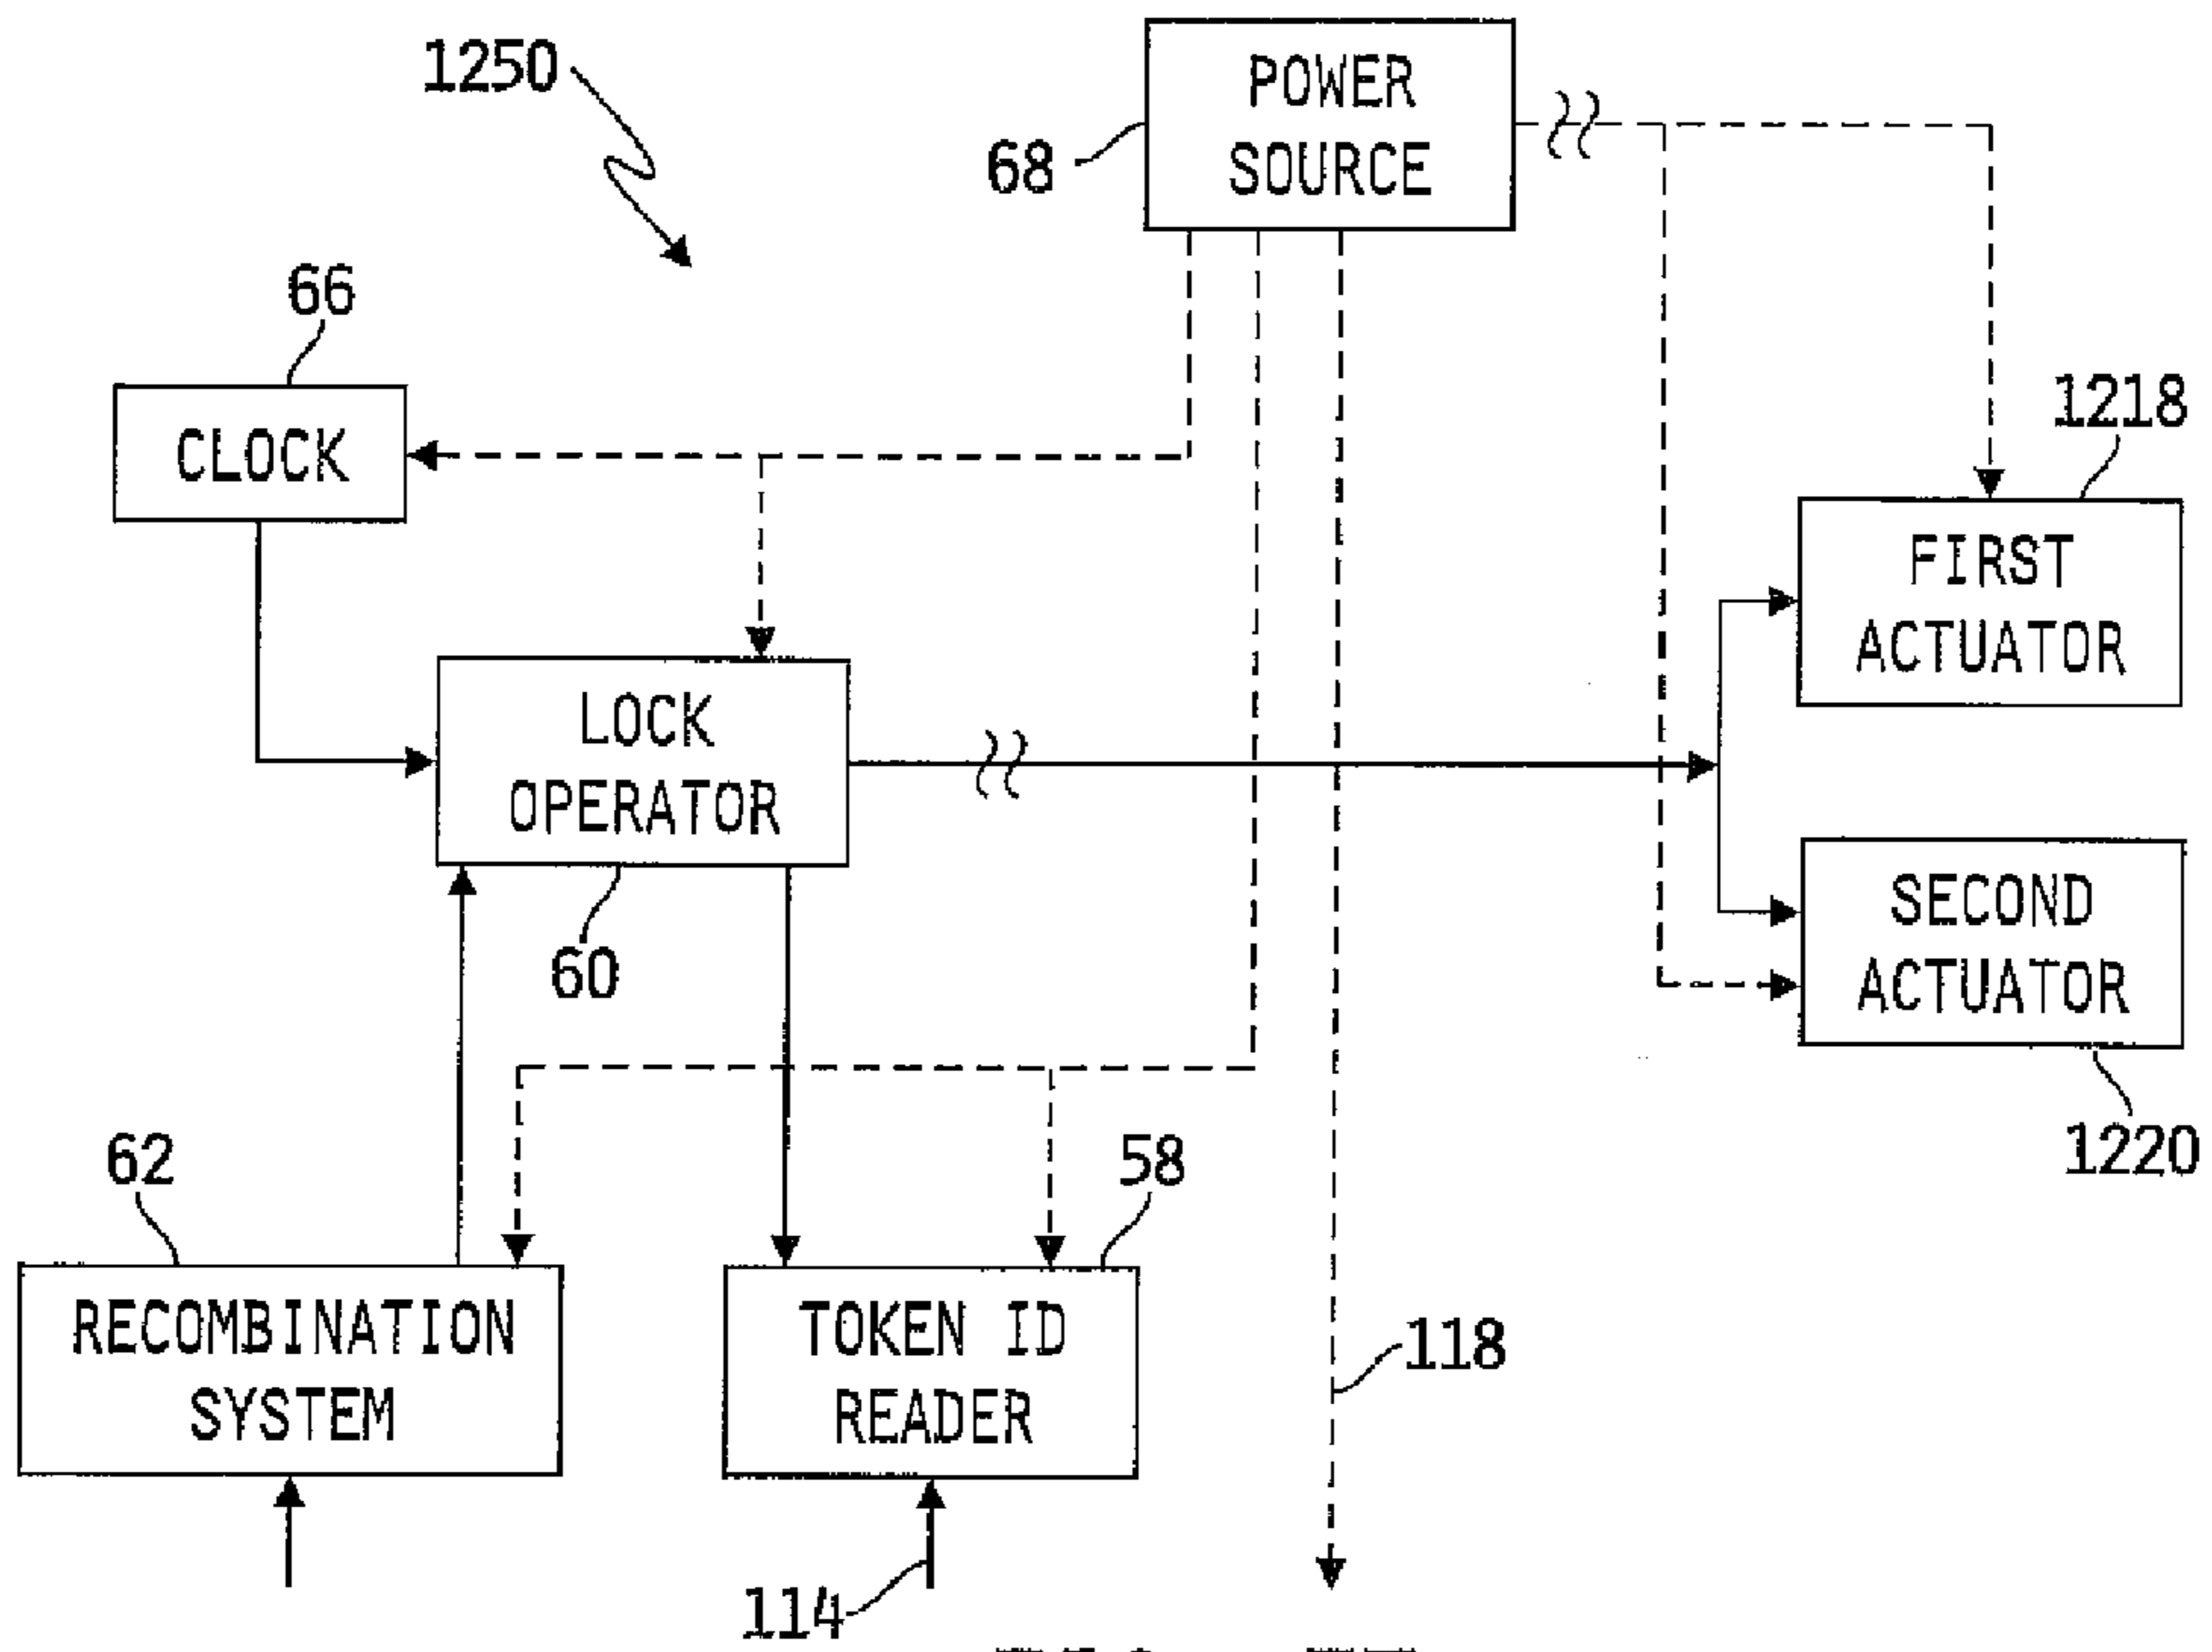 1250
POWER
SOURCE
68
66
CLOCK
1218
FIRST
ACTUATOR
LOCK
OPERATOR
60
SECOND
ACTUATOR
1220
62
58
RECOMBINATION
SYSTEM
TOKEN ID
READER
118
114